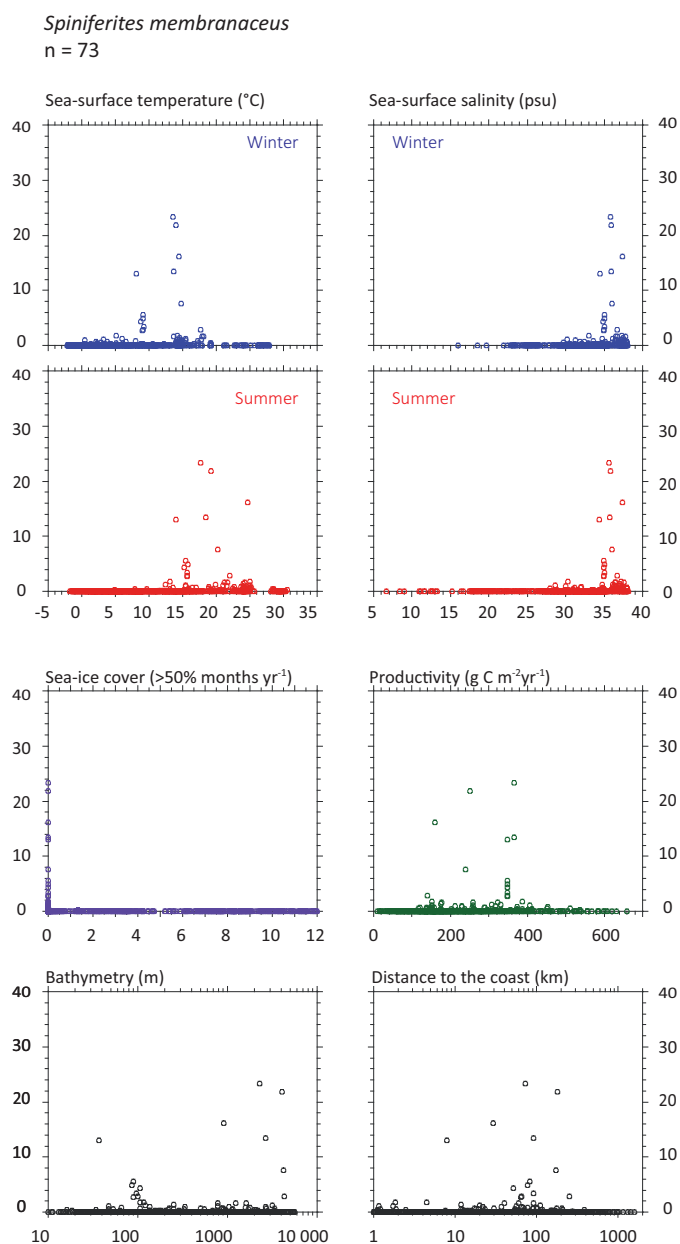 Spiniferites membranaceus
n = 73
Sea-surface temperature (°C)
Sea-surface salinity (psu)
40 Winter Winter 40
30 30
20 20
10 10
0 0
40 Summer Summer 40
30 30
20 20
10 10
0 0
-5 0 5 10 15 20 25 30 35 5 10 15 20 25 30 35 40
Sea-ice cover (>50% months yr⁻¹)
Productivity (g C m⁻²yr⁻¹)
40 40
30 30
20 20
10 10
0 0
0 2 4 6 8 10 12 0 200 400 600
Bathymetry (m)
Distance to the coast (km)
40 40
30 30
20 20
10 10
0 0
10 100 1000 10 000 1 10 100 1000